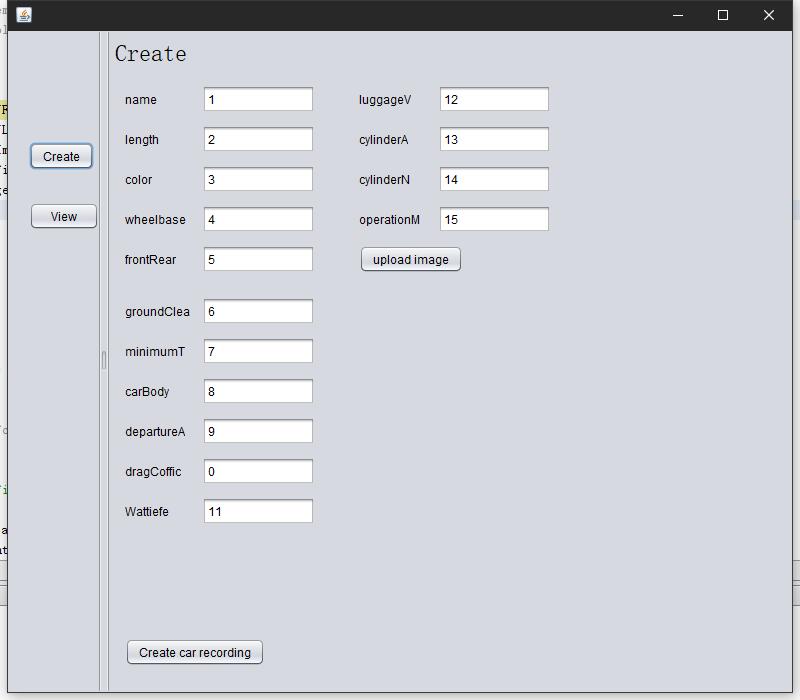 Create
Create
View
name 1
length 2
color 3
wheelbase 4
frontRear 5
groundClea 6
minimumT 7
carBody 8
departureA 9
dragCoffic 0
Wattiefe 11
luggageV 12
cylinderA 13
cylinderN 14
operationM 15
upload image
Create car recording